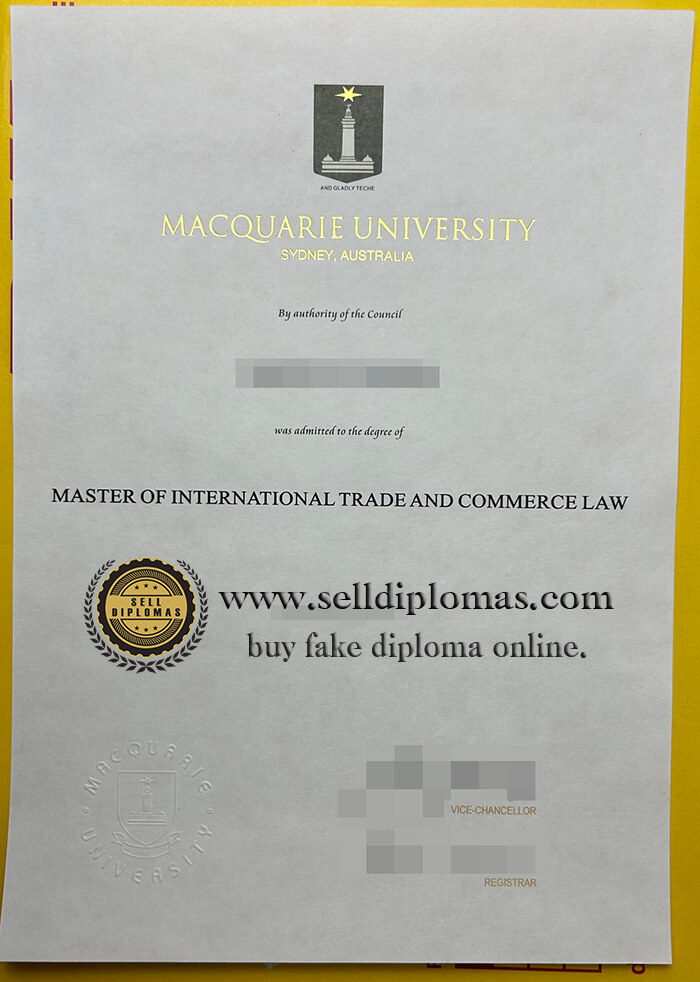 AND GLADLY TECHE
MACQUARIE UNIVERSITY
SYDNEY, AUSTRALIA
By authority of the Council
was admitted to the degree of
MASTER OF INTERNATIONAL TRADE AND COMMERCE LAW
SELL
DIPLOMAS
www.selldiplomas.com
buy fake diploma online.
MACQUARIE
UNIVERSITY
VICE-CHANCELLOR
REGISTRAR